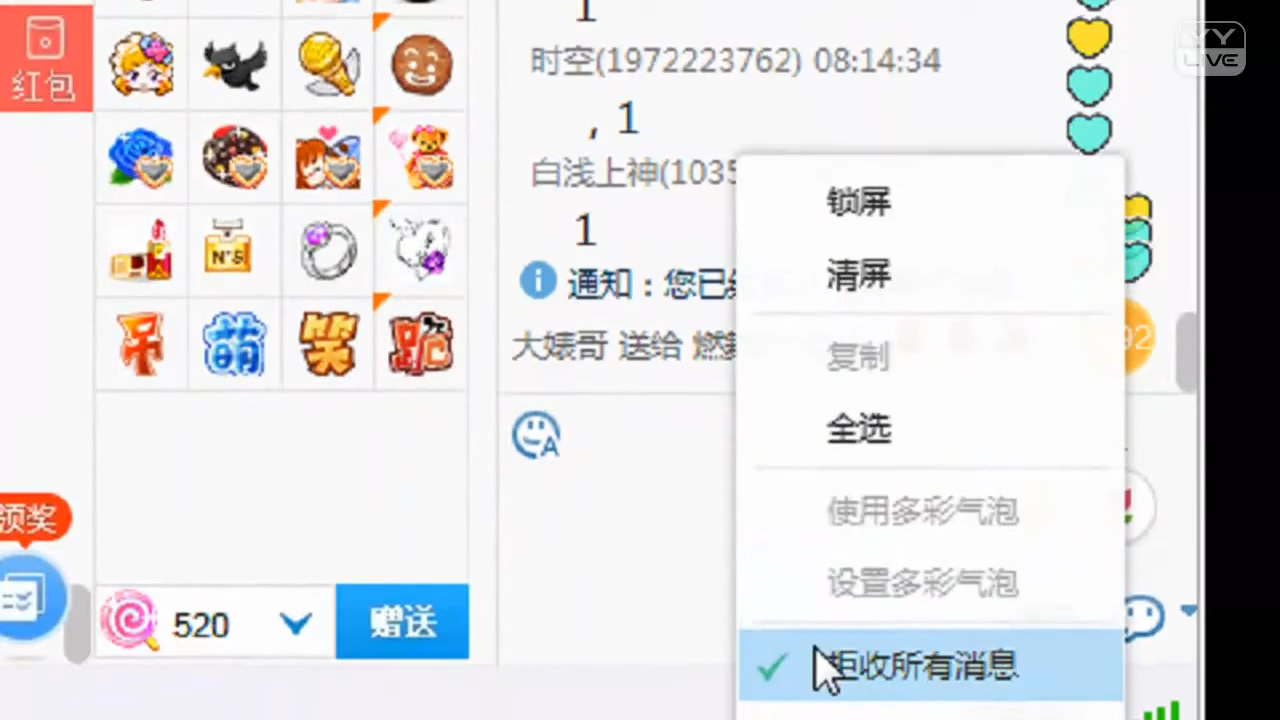 1
时空(1972223762) 08:14:34
, 1
白浅上神(1035
1
通知：您已
大婊哥 送给 燃
红包
N°5
吊 萌 笑 跪
领奖
520
赠送
锁屏
清屏
复制
全选
使用多彩气泡
设置多彩气泡
拒收所有消息
92
YY
LIVE